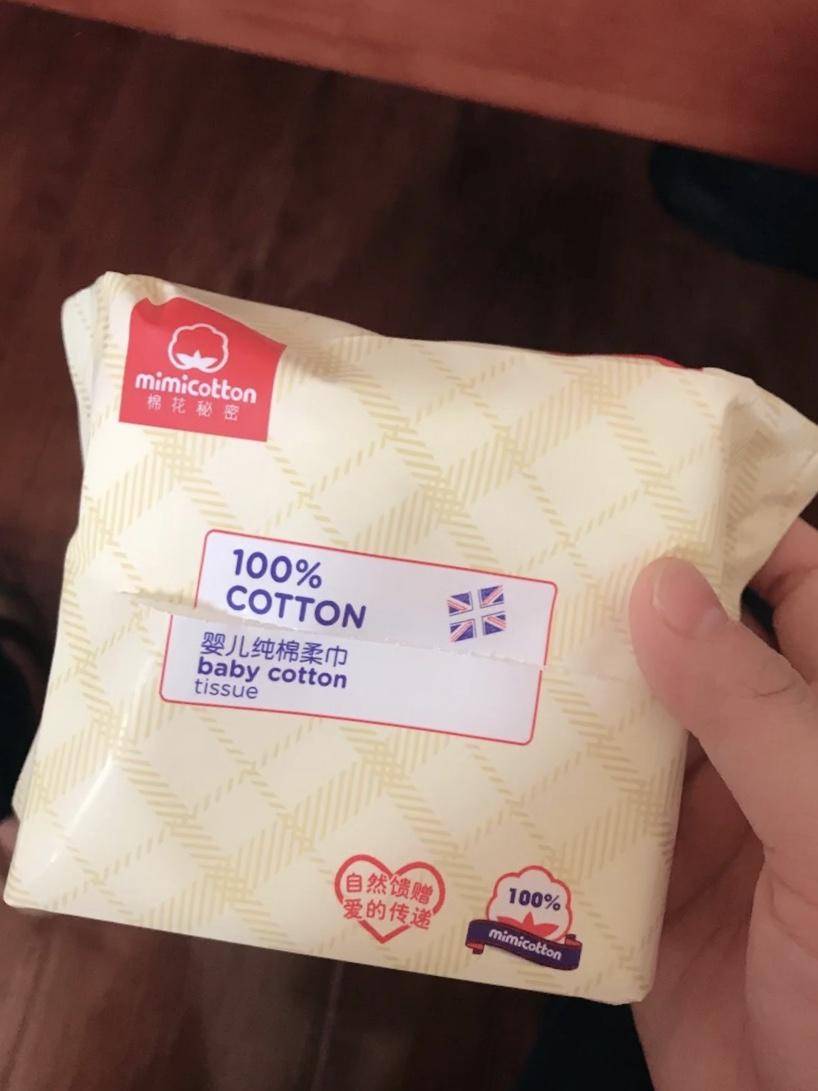 mimicotton
棉花秘密
100%
COTTON
婴儿纯棉柔巾
baby cotton
tissue
自然馈赠
爱的传递
100%
mimicotton